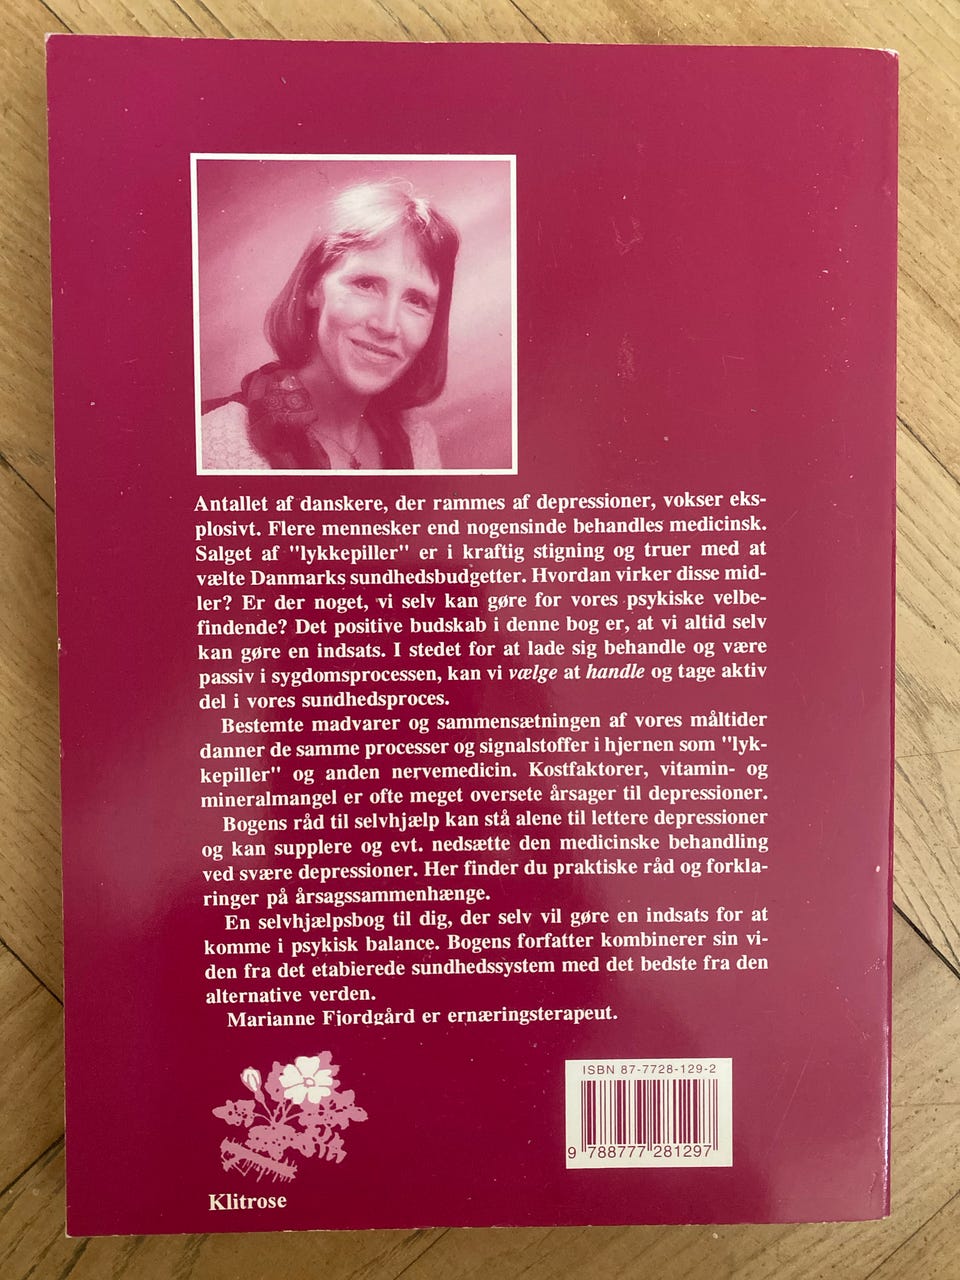 Antallet af danskere, der rammes af depressioner, vokser eks-
plosivt. Flere mennesker end nogensinde behandles medicinsk.
Salget af "lykkepiller" er i kraftig stigning og truer med at
vælte Danmarks sundhedsbudgetter. Hvordan virker disse mid-
ler? Er der noget, vi selv kan gøre for vores psykiske velbe-
findende? Det positive budskab i denne bog er, at vi altid selv
kan gøre en indsats. I stedet for at lade sig behandle og være
passiv i sygdomsprocessen, kan vi vælge at handle og tage aktiv
del i vores sundhedsproces.
Bestemte madvarer og sammensætningen af vores måltider
danner de samme processer og signalstoffer i hjernen som "lyk-
kepiller" og anden nervemedicin. Kostfaktorer, vitamin- og
mineralmangel er ofte meget oversete årsager til depressioner.
Bogens råd til selvhjælp kan stå alene til lettere depressioner
og kan supplere og evt. nedsætte den medicinske behandling
ved svære depressioner. Her finder du praktiske råd og forkla-
ringer på årsagssammenhænge.
En selvhjælpsbog til dig, der selv vil gøre en indsats for at
komme i psykisk balance. Bogens forfatter kombinerer sin vi-
den fra det etabierede sundhedssystem med det bedste fra den
alternative verden.
Marianne Fjordgård er ernæringsterapeut.
ISBN 87-7728-129-2
9 788777 281297
Klitrose